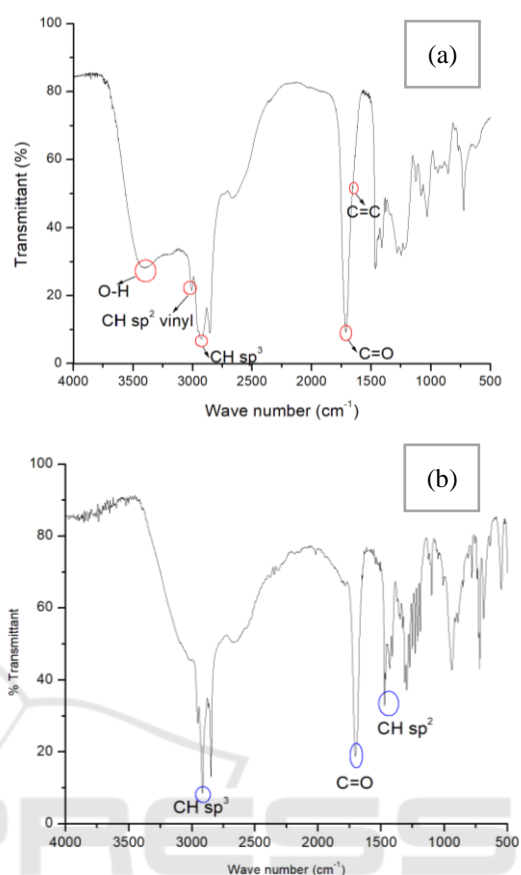 (a)
100
80
60
40
20
0
Transmittant (%)
O-H
CH sp² vinyl
CH sp³
C=O
C=C
4000 3500 3000 2500 2000 1500 1000 500
Wave number (cm⁻¹)
(b)
100
80
60
40
20
0
% Transmittant
CH sp³
C=O
CH sp²
4000 3500 3000 2500 2000 1500 1000 500
Wave number (cm⁻¹)
PRESS